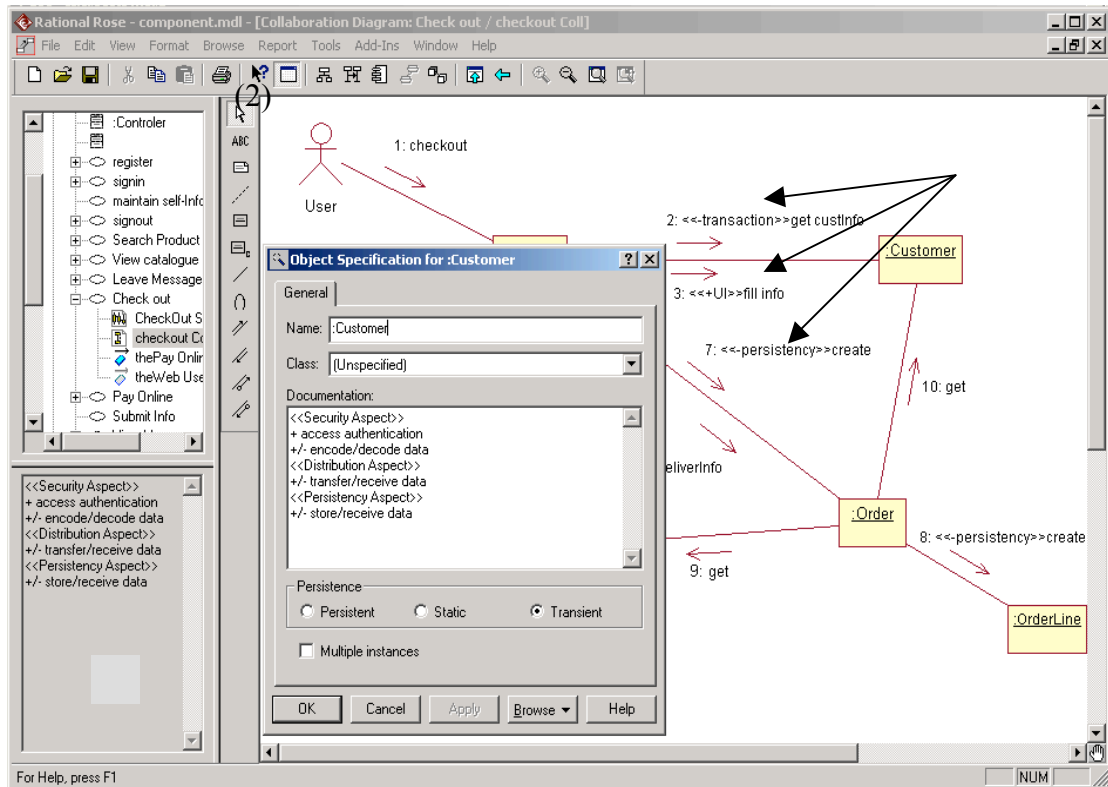 Rational Rose - component.mdl - [Collaboration Diagram: Check out / checkout Coll]
File Edit View Format Browse Report Tools Add-Ins Window Help
(2)
:Controler
register
signin
maintain self-Info
signout
Search Product
View catalogue
Leave Message
Check out
CheckOut S
checkout Co
thePay Onlir
theWeb Use
Pay Online
Submit Info
<<Security Aspect>>
+ access authentication
+/- encode/decode data
<<Distribution Aspect>>
+/- transfer/receive data
<<Persistency Aspect>>
+/- store/receive data
ABC
User
1: checkout
2: <<-transaction>>get custInfo
3: <<+UI>>fill info
:Customer
7: <<-persistency>>create
10: get
eliverInfo
:Order
8: <<-persistency>>create
9: get
:OrderLine
Object Specification for :Customer
General
Name: :Customer
Class: (Unspecified)
Documentation:
<<Security Aspect>>
+ access authentication
+/- encode/decode data
<<Distribution Aspect>>
+/- transfer/receive data
<<Persistency Aspect>>
+/- store/receive data
Persistence
Persistent Static Transient
Multiple instances
OK Cancel Apply Browse Help
For Help, press F1
NUM